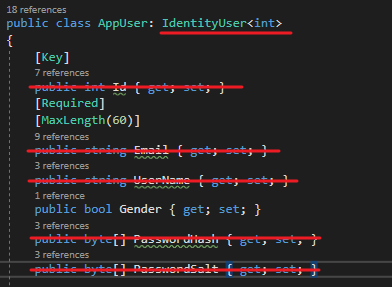 18 references
public class AppUser: IdentityUser<int>
{
[Key]
7 references
public int Id { get; set; }
[Required]
[MaxLength(60)]
9 references
public string Email { get; set; }
3 references
public string UserName { get; set; }
1 reference
public bool Gender { get; set; }
3 references
public byte[] PasswordHash { get; set; }
3 references
public byte[] PasswordSalt { get; set; }